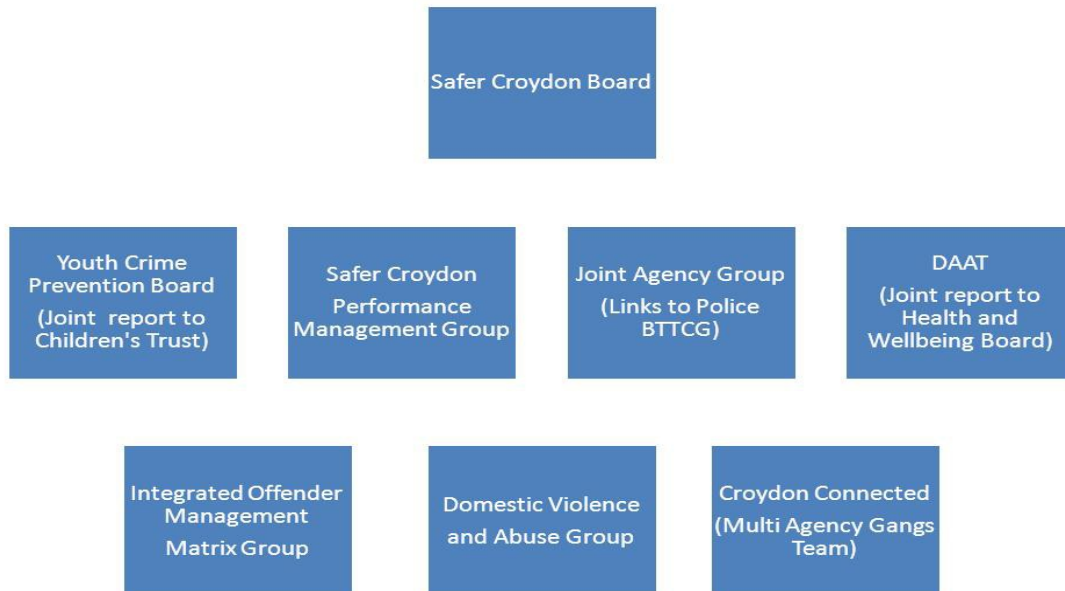 Safer Croydon Board
Youth Crime
Prevention Board
(Joint report to
Children's Trust)
Safer Croydon
Performance
Management Group
Joint Agency Group
(Links to Police
BTTCG)
DAAT
(Joint report to
Health and
Wellbeing Board)
Integrated Offender
Management
Matrix Group
Domestic Violence
and Abuse Group
Croydon Connected
(Multi Agency Gangs
Team)